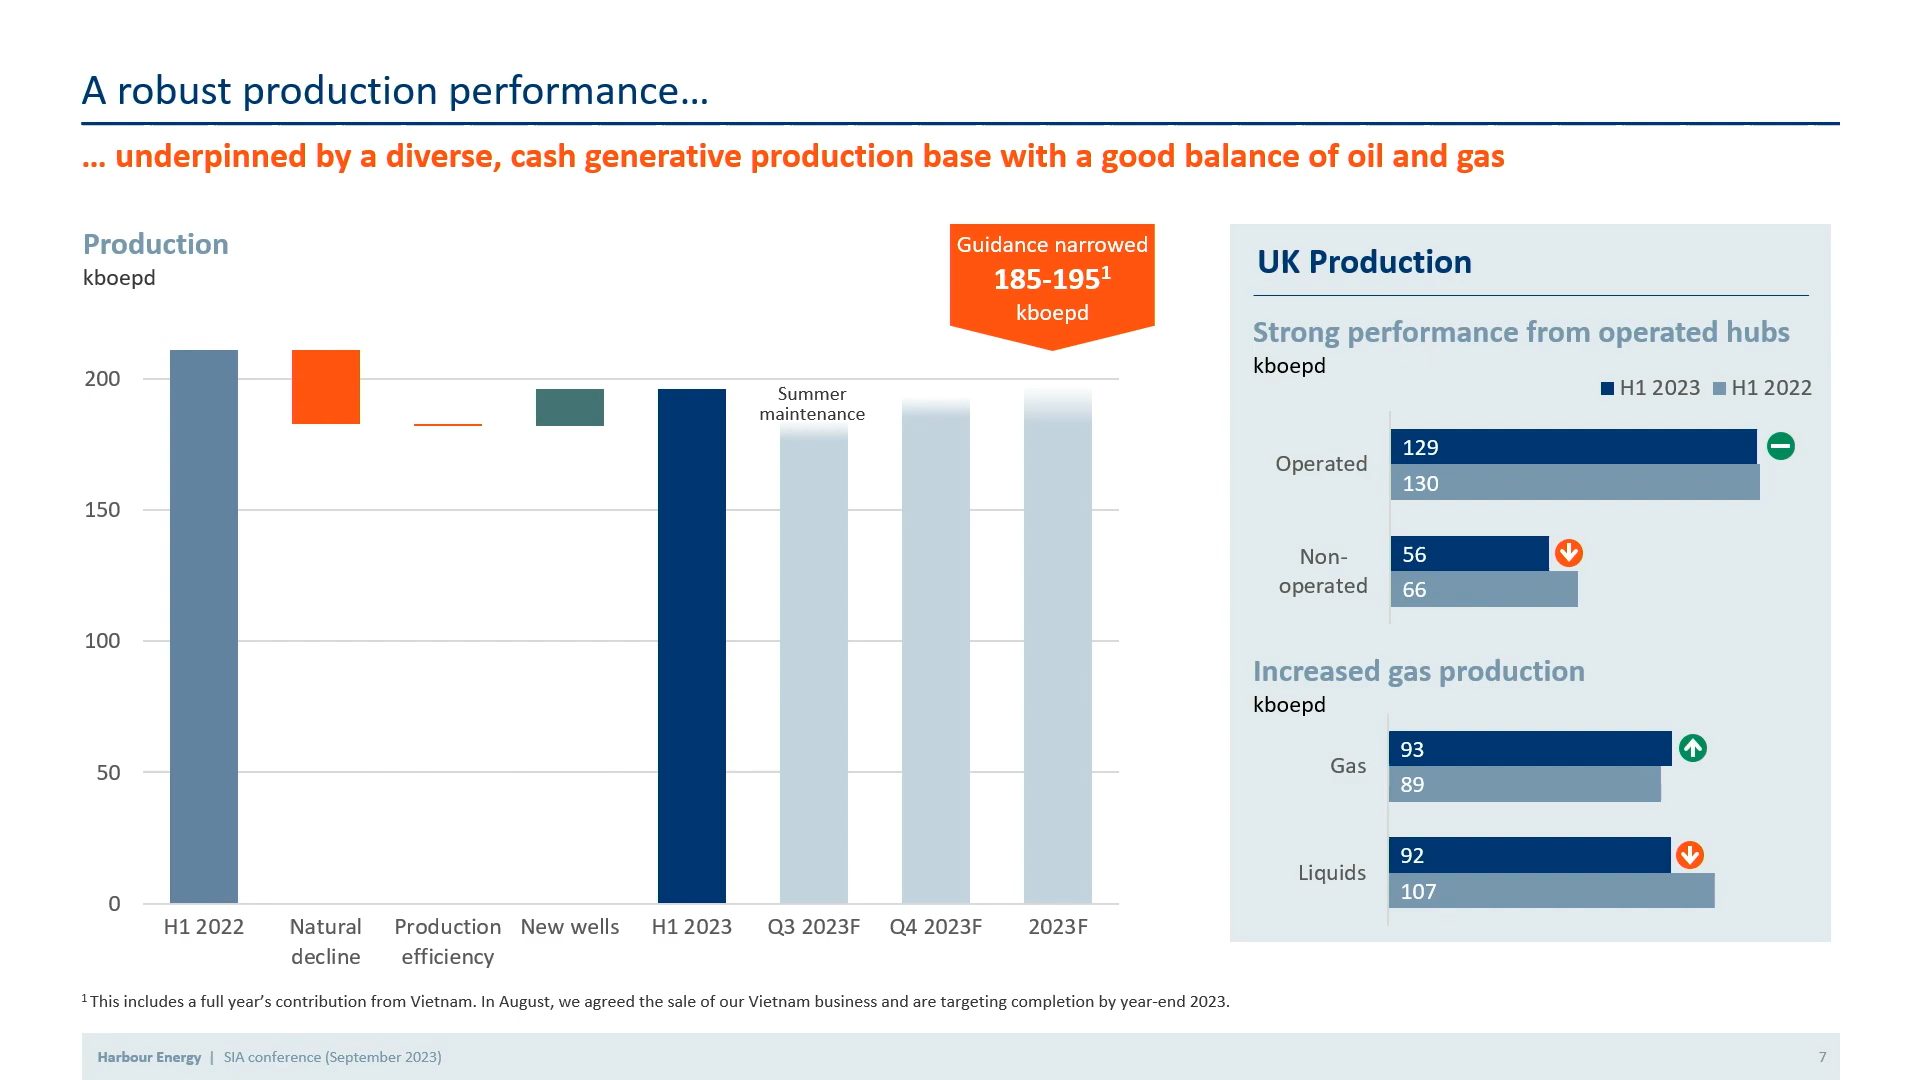 A robust production performance…
… underpinned by a diverse, cash generative production base with a good balance of oil and gas
Production
kboepd
Guidance narrowed
185-195¹
kboepd
200
150
100
50
0
Summer
maintenance
H1 2022
Natural
decline
Production
efficiency
New wells
H1 2023
Q3 2023F
Q4 2023F
2023F
UK Production
Strong performance from operated hubs
kboepd
H1 2023 H1 2022
Operated
129
130
Non-
operated
56
66
Increased gas production
kboepd
Gas
93
89
Liquids
92
107
¹ This includes a full year’s contribution from Vietnam. In August, we agreed the sale of our Vietnam business and are targeting completion by year-end 2023.
Harbour Energy | SIA conference (September 2023)
7